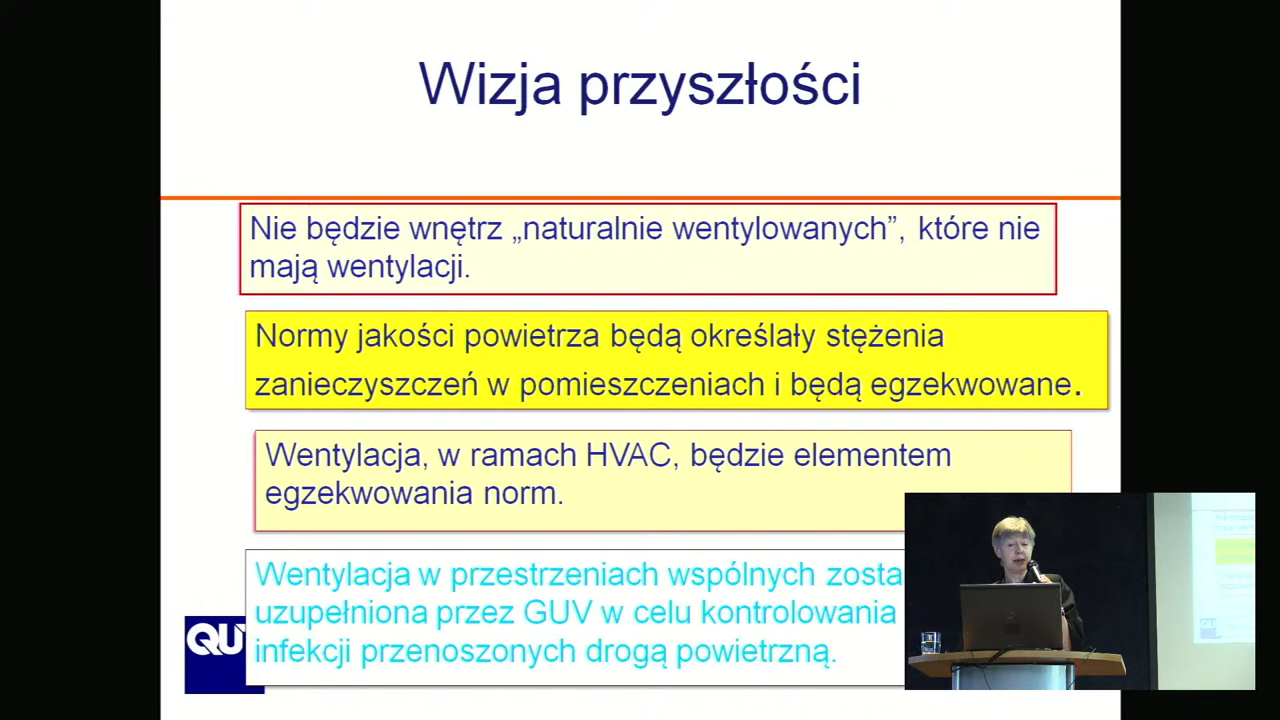 Wizja przyszłości
Nie będzie wnętrz „naturalnie wentylowanych”, które nie
mają wentylacji.
Normy jakości powietrza będą określały stężenia
zanieczyszczeń w pomieszczeniach i będą egzekwowane.
Wentylacja, w ramach HVAC, będzie elementem
egzekwowania norm.
Wentylacja w przestrzeniach wspólnych zosta
uzupełniona przez GUV w celu kontrolowania
infekcji przenoszonych drogą powietrzną.
QU